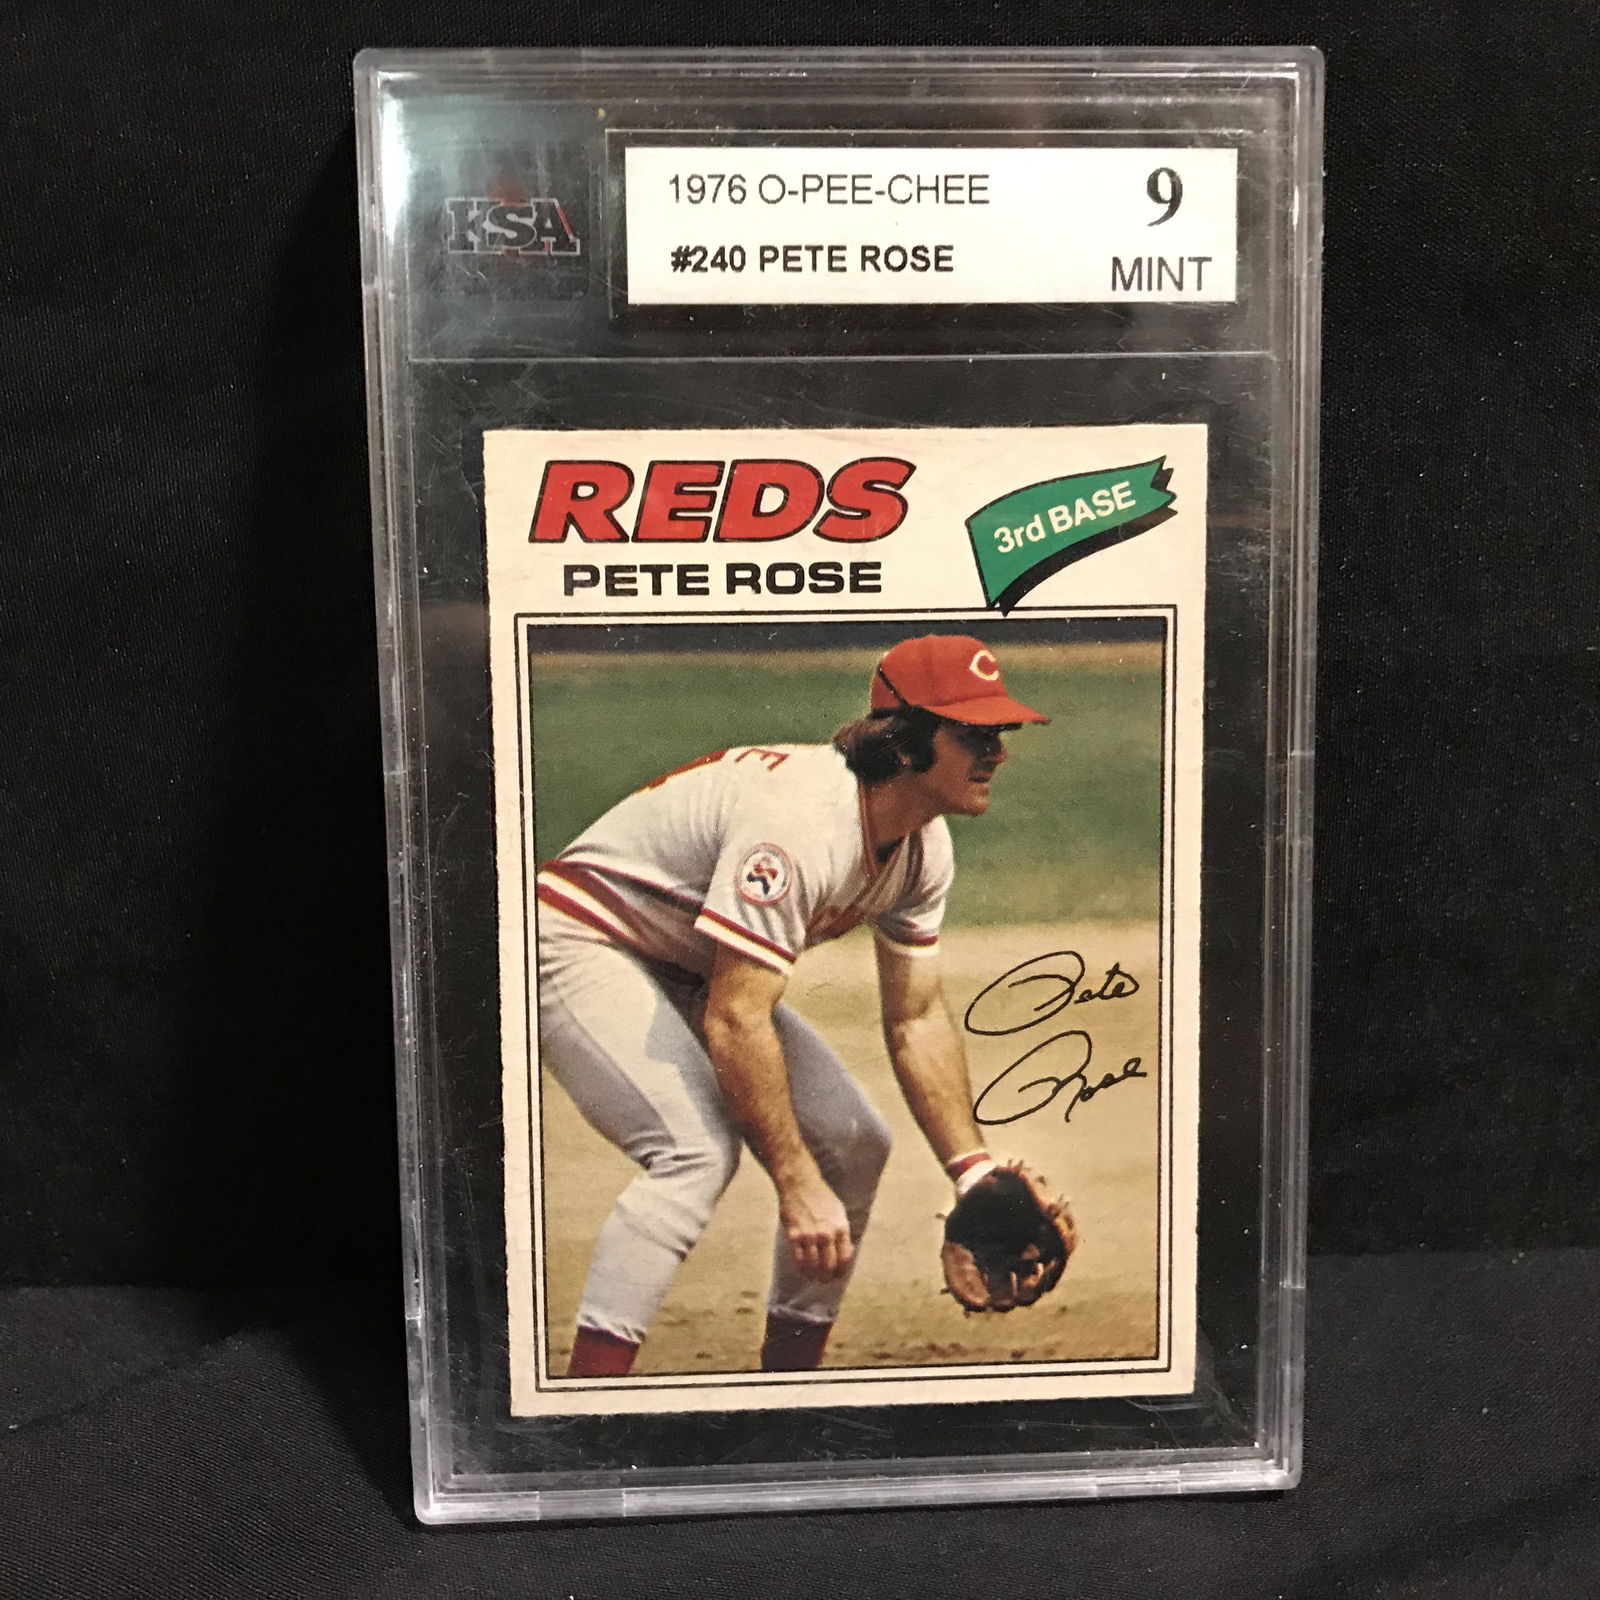 KSA
1976 O-PEE-CHEE
9
#240 PETE ROSE
MINT
REDS
3rd BASE
PETE ROSE
C
E
Pete
Rose